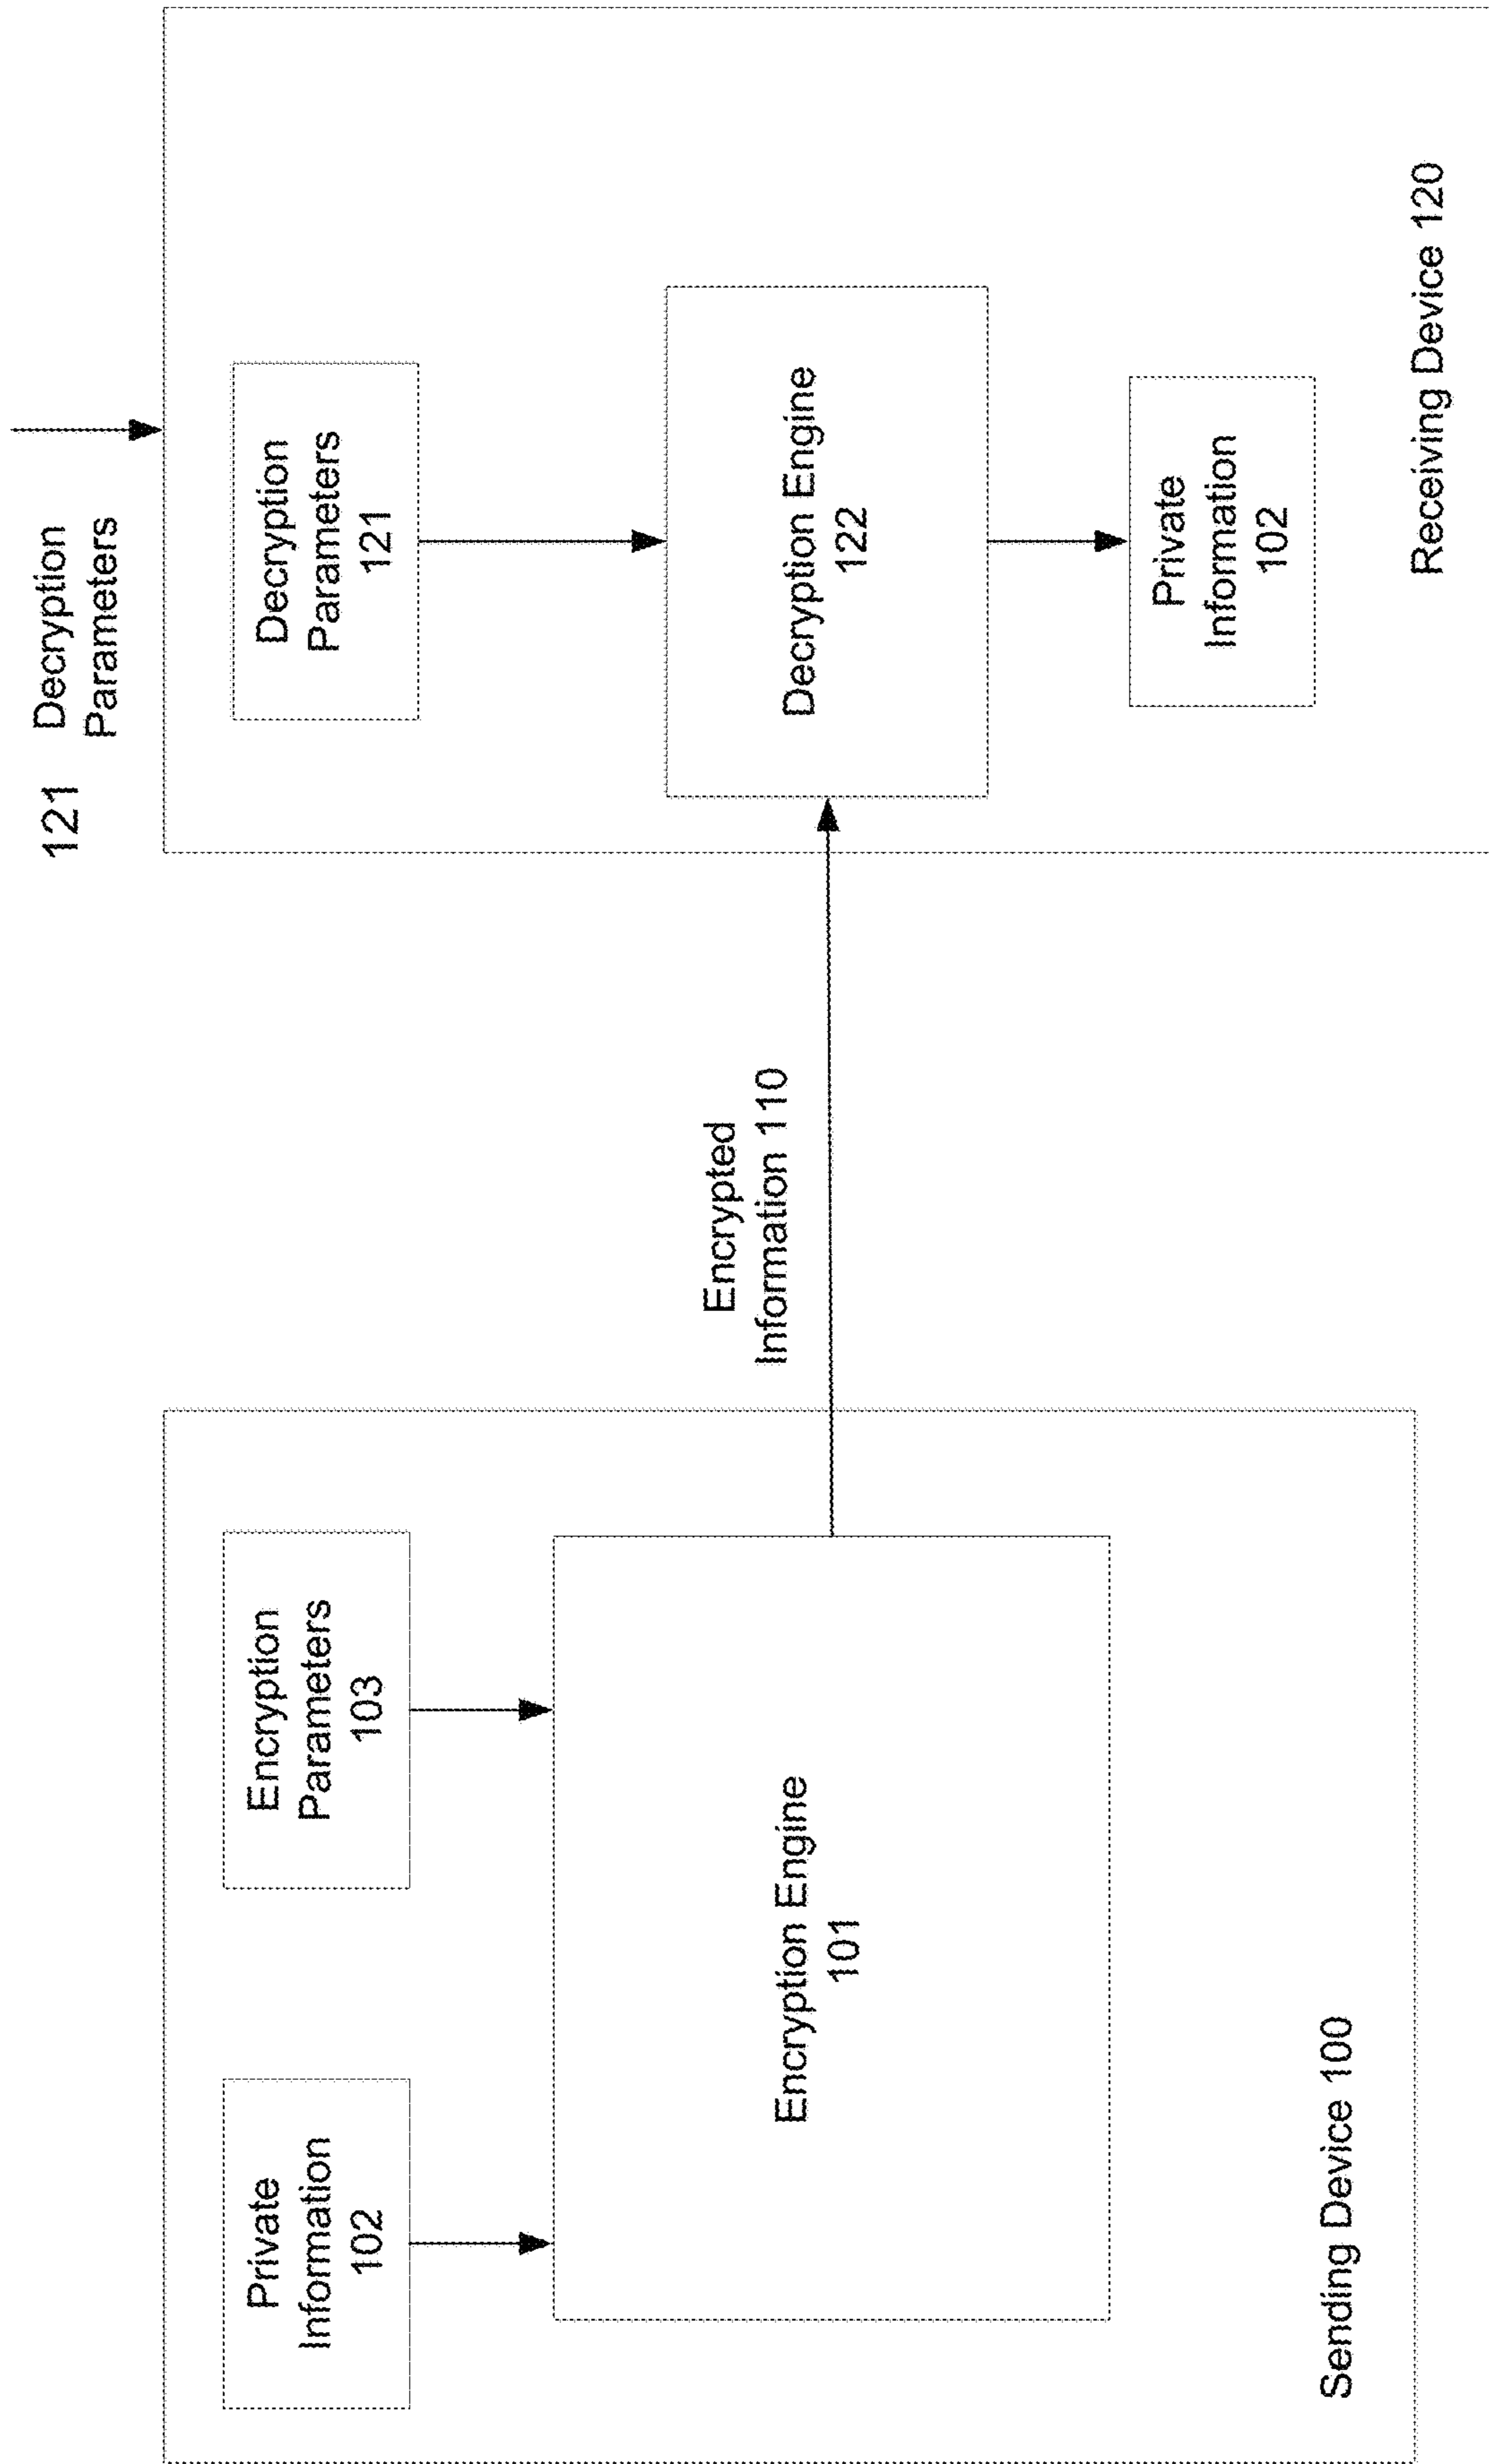 Private
Information
102
Encryption
Parameters
103
Encryption Engine
101
Sending Device 100
Encrypted
Information 110
121 Decryption
Parameters
Decryption
Parameters
121
Decryption Engine
122
Private
Information
102
Receiving Device 120